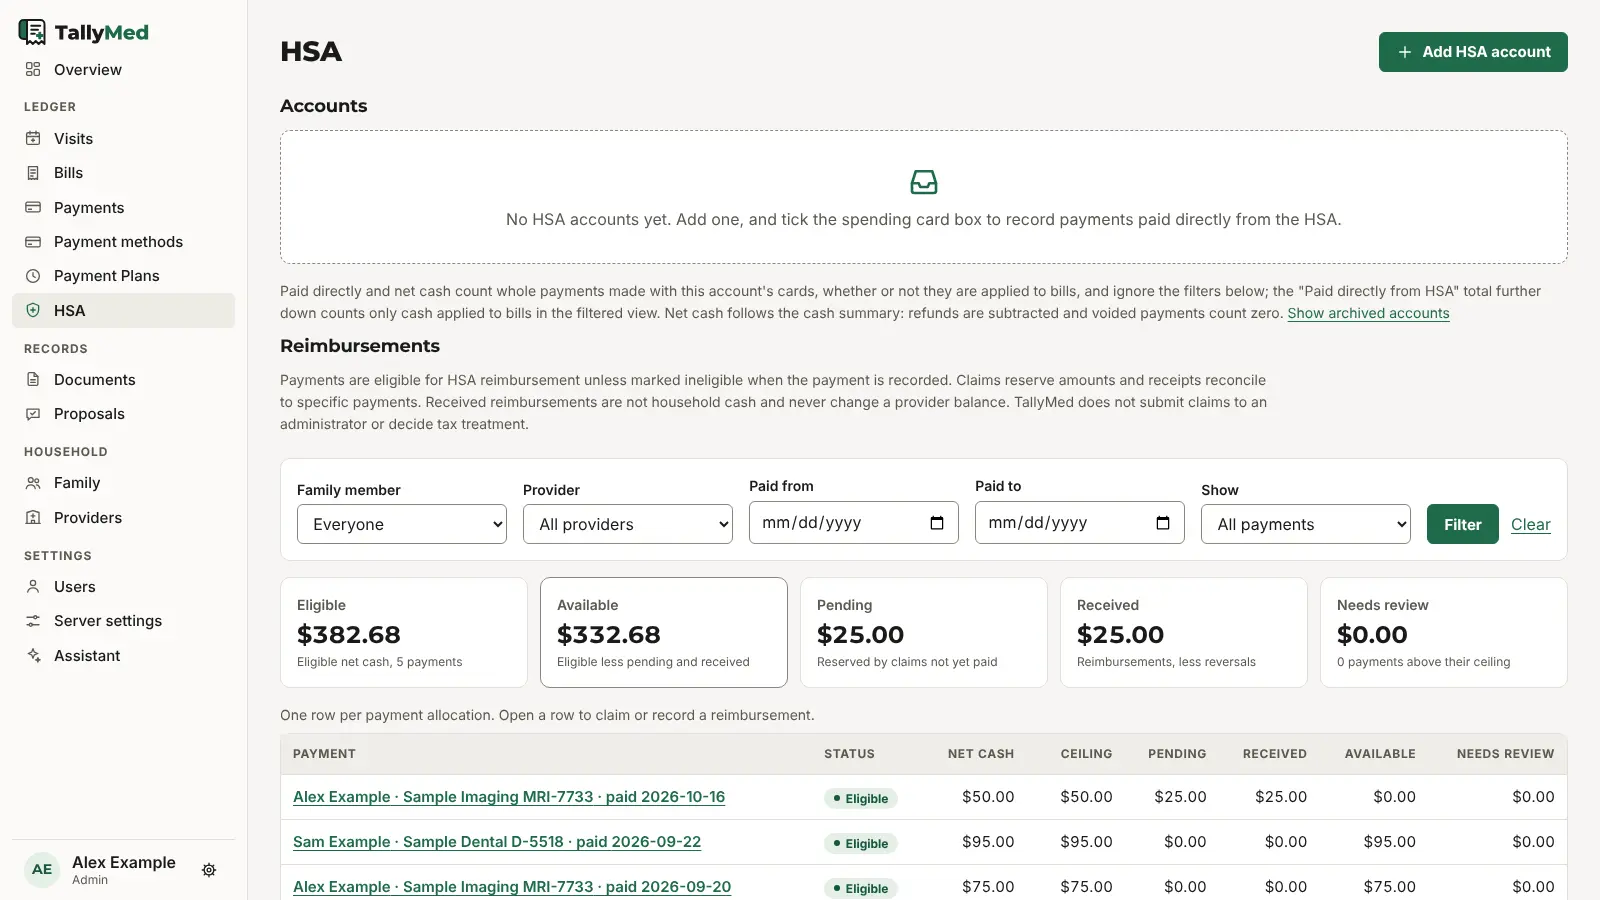 TallyMed
Overview
LEDGER
Visits
Bills
Payments
Payment methods
Payment Plans
HSA
RECORDS
Documents
Proposals
HOUSEHOLD
Family
Providers
SETTINGS
Users
Server settings
Assistant
AE
Alex Example
Admin
HSA
Add HSA account
Accounts
No HSA accounts yet. Add one, and tick the spending card box to record payments paid directly from the HSA.
Paid directly and net cash count whole payments made with this account's cards, whether or not they are applied to bills, and ignore the filters below; the "Paid directly from HSA" total further
down counts only cash applied to bills in the filtered view. Net cash follows the cash summary: refunds are subtracted and voided payments count zero. Show archived accounts
Reimbursements
Payments are eligible for HSA reimbursement unless marked ineligible when the payment is recorded. Claims reserve amounts and receipts reconcile
to specific payments. Received reimbursements are not household cash and never change a provider balance. TallyMed does not submit claims to an
administrator or decide tax treatment.
Family member Provider Paid from Paid to Show
Everyone All providers mm/dd/yyyy mm/dd/yyyy All payments Filter Clear
Eligible
$382.68
Eligible net cash, 5 payments
Available
$332.68
Eligible less pending and received
Pending
$25.00
Reserved by claims not yet paid
Received
$25.00
Reimbursements, less reversals
Needs review
$0.00
0 payments above their ceiling
One row per payment allocation. Open a row to claim or record a reimbursement.
PAYMENT STATUS NET CASH CEILING PENDING RECEIVED AVAILABLE NEEDS REVIEW
Alex Example · Sample Imaging MRI-7733 · paid 2026-10-16 Eligible $50.00 $50.00 $25.00 $25.00 $0.00 $0.00
Sam Example · Sample Dental D-5518 · paid 2026-09-22 Eligible $95.00 $95.00 $0.00 $0.00 $95.00 $0.00
Alex Example · Sample Imaging MRI-7733 · paid 2026-09-20 Eligible $75.00 $75.00 $0.00 $0.00 $75.00 $0.00